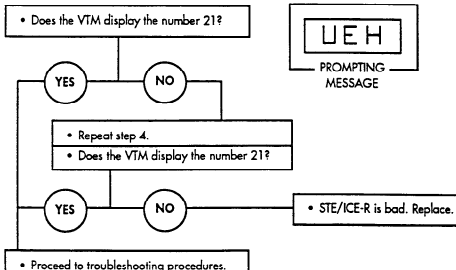 • Does the VTM display the number 21?
UEH
PROMPTING
MESSAGE
YES
NO
• Repeat step 4.
• Does the VTM display the number 21?
YES
NO
• STE/ICE-R is bad. Replace.
• Proceed to troubleshooting procedures.